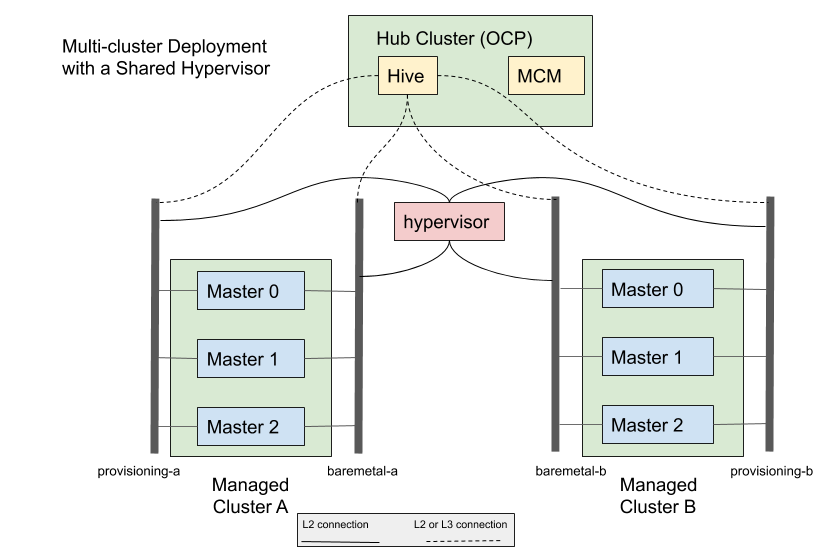 Multi-cluster Deployment
with a Shared Hypervisor
Hub Cluster (OCP)
Hive
MCM
hypervisor
Master 0
Master 1
Master 2
Master 0
Master 1
Master 2
provisioning-a
baremetal-a
baremetal-b
provisioning-b
Managed
Cluster A
Managed
Cluster B
L2 connection
L2 or L3 connection